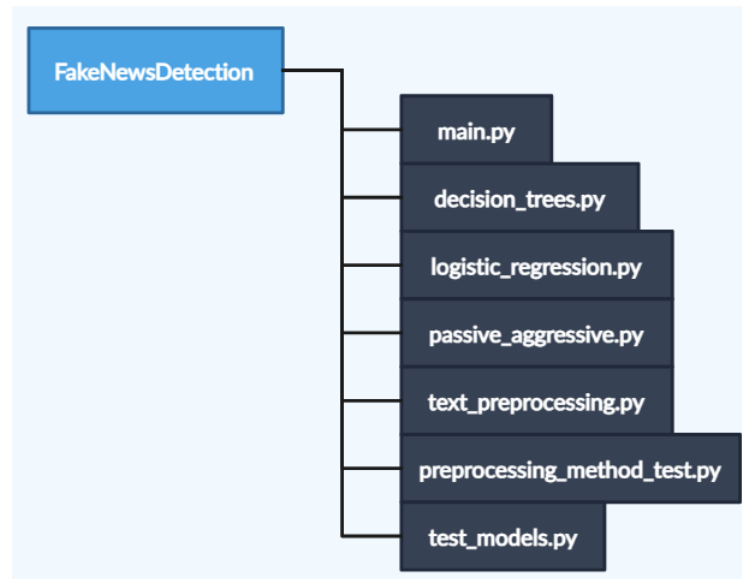 FakeNewsDetection
main.py
decision_trees.py
logistic_regression.py
passive_aggressive.py
text_preprocessing.py
preprocessing_method_test.py
test_models.py